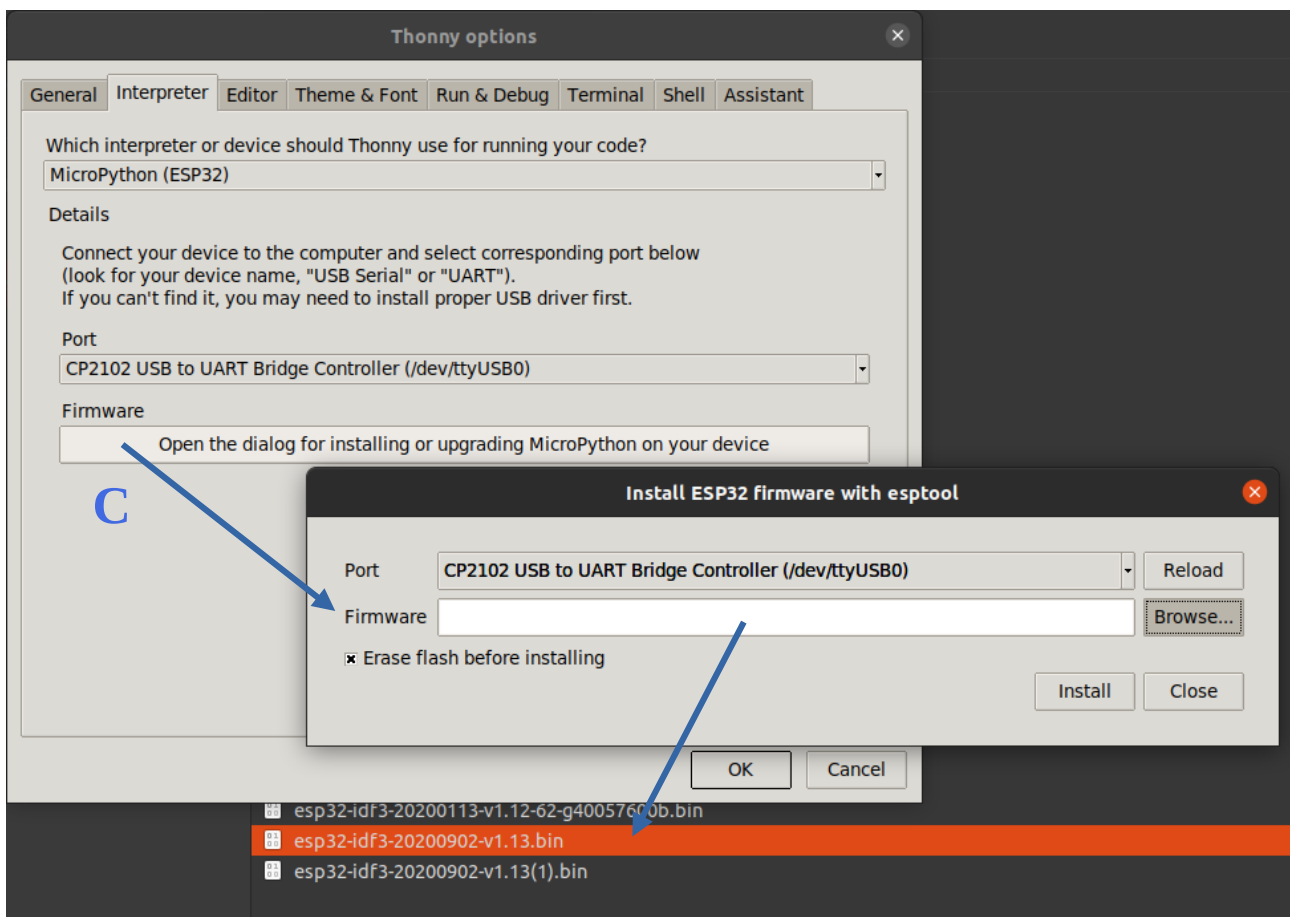 Thonny options
General Interpreter Editor Theme & Font Run & Debug Terminal Shell Assistant
Which interpreter or device should Thonny use for running your code?
MicroPython (ESP32)
Details
Connect your device to the computer and select corresponding port below
(look for your device name, "USB Serial" or "UART").
If you can't find it, you may need to install proper USB driver first.
Port
CP2102 USB to UART Bridge Controller (/dev/ttyUSB0)
Firmware
Open the dialog for installing or upgrading MicroPython on your device
C
Install ESP32 firmware with esptool
Port CP2102 USB to UART Bridge Controller (/dev/ttyUSB0) Reload
Firmware Browse...
Erase flash before installing
Install Close
OK Cancel
esp32-idf3-20200113-v1.12-62-g40057600b.bin
esp32-idf3-20200902-v1.13.bin
esp32-idf3-20200902-v1.13(1).bin